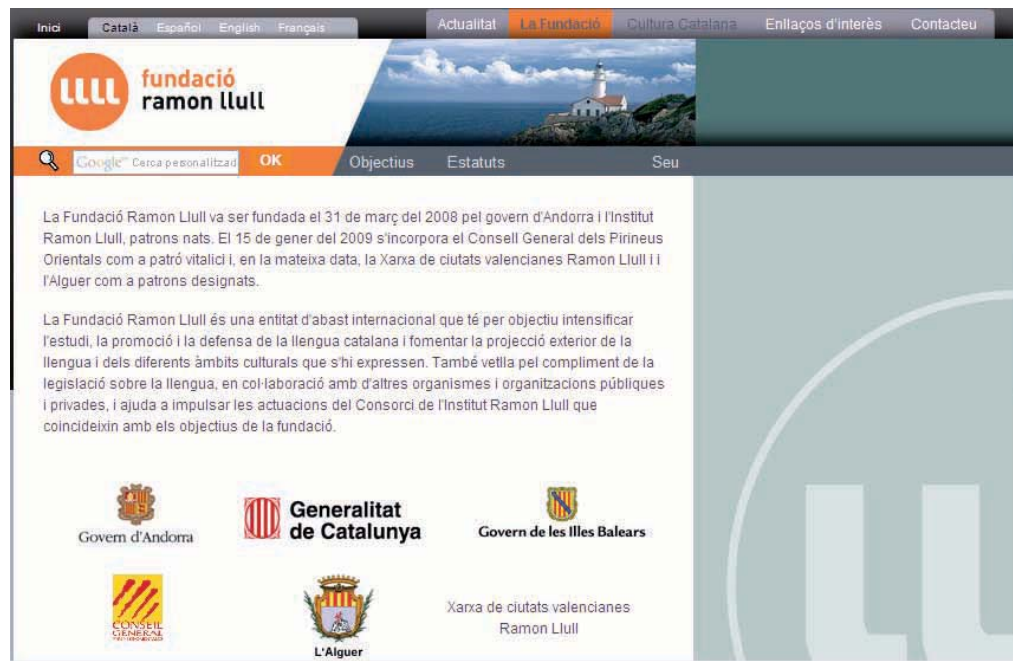 Inici Català Español English Français Actualitat La Fundació Cultura Catalana Enllaços d'interès Contacteu
LLLL fundació
ramon llull
Google™ Cerca personalitzad OK Objectius Estatuts Seu
La Fundació Ramon Llull va ser fundada el 31 de març del 2008 pel govern d'Andorra i l'Institut
Ramon Llull, patrons nats. El 15 de gener del 2009 s'incorpora el Consell General dels Pirineus
Orientals com a patró vitalici i, en la mateixa data, la Xarxa de ciutats valencianes Ramon Llull i i
l'Alguer com a patrons designats.
La Fundació Ramon Llull és una entitat d'abast internacional que té per objectiu intensificar
l'estudi, la promoció i la defensa de la llengua catalana i fomentar la projecció exterior de la
llengua i dels diferents àmbits culturals que s'hi expressen. També vetlla pel compliment de la
legislació sobre la llengua, en col·laboració amb d'altres organismes i organitzacions públiques
i privades, i ajuda a impulsar les actuacions del Consorci de l'Institut Ramon Llull que
coincideixin amb els objectius de la fundació.
Govern d'Andorra
Generalitat
de Catalunya
Govern de les Illes Balears
CONSEIL
GENERAL
L'Alguer
Xarxa de ciutats valencianes
Ramon Llull